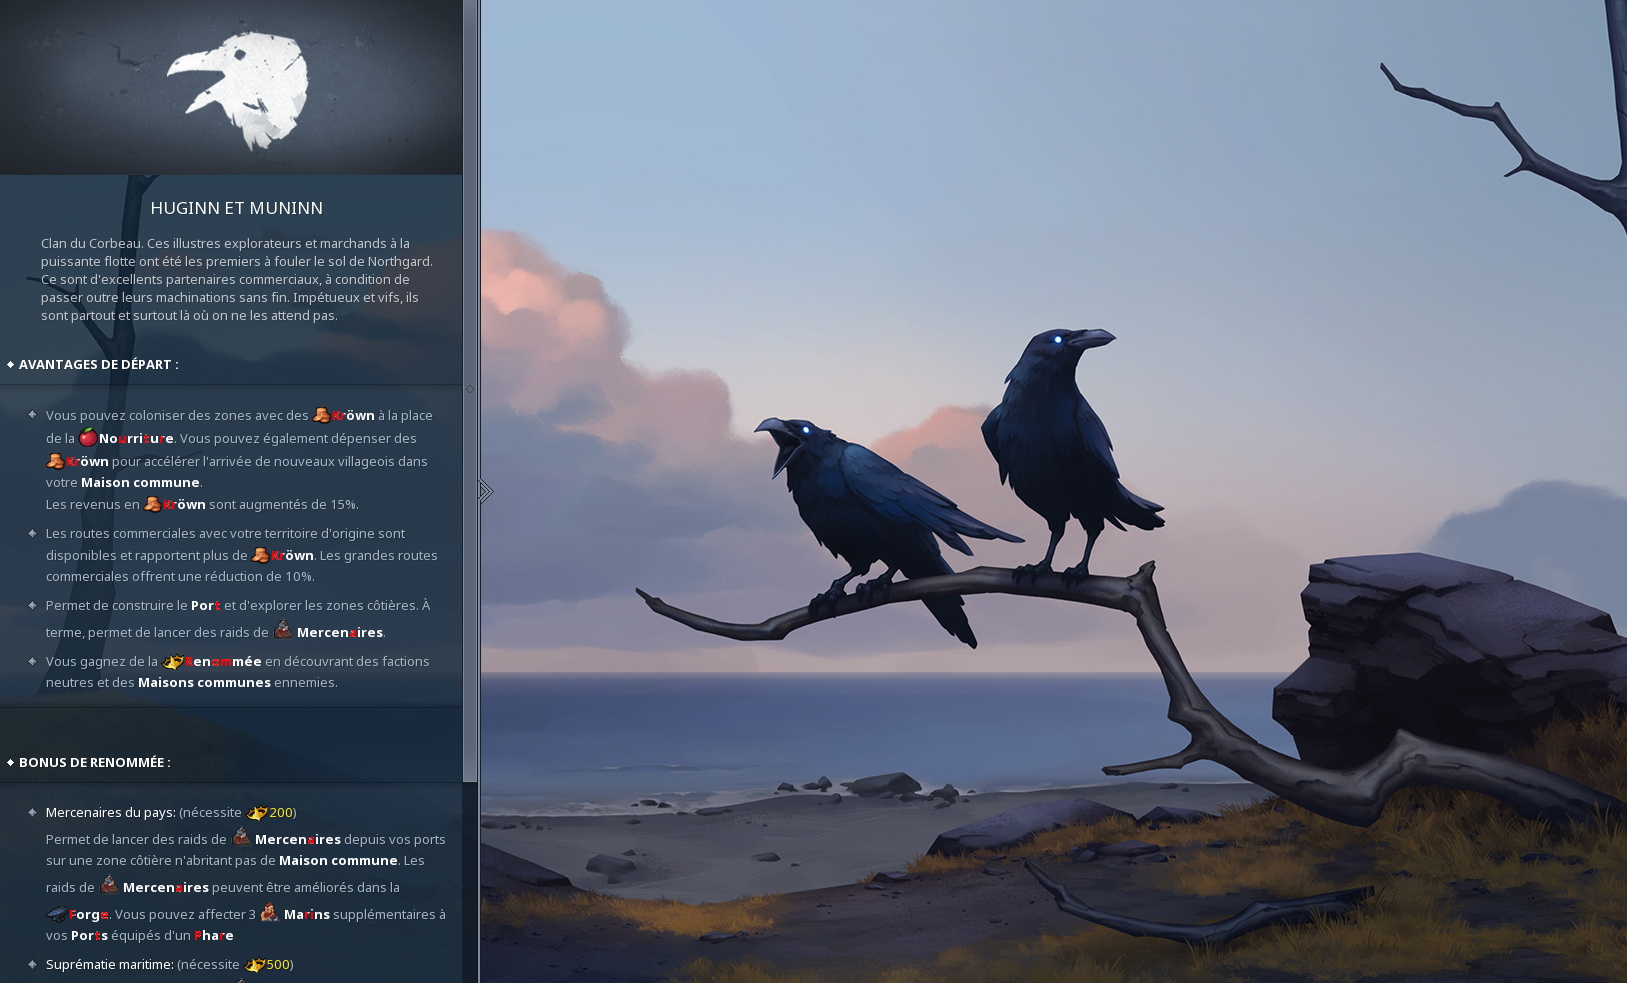 HUGINN ET MUNINN
Clan du Corbeau. Ces illustres explorateurs et marchands à la
puissante flotte ont été les premiers à fouler le sol de Northgard.
Ce sont d'excellents partenaires commerciaux, à condition de
passer outre leurs machinations sans fin. Impétueux et vifs, ils
sont partout et surtout là où on ne les attend pas.
AVANTAGES DE DÉPART :
Vous pouvez coloniser des zones avec des Kröwn à la place
de la Nourriture. Vous pouvez également dépenser des
Kröwn pour accélérer l'arrivée de nouveaux villageois dans
votre Maison commune.
Les revenus en Kröwn sont augmentés de 15%.
Les routes commerciales avec votre territoire d'origine sont
disponibles et rapportent plus de Kröwn. Les grandes routes
commerciales offrent une réduction de 10%.
Permet de construire le Port et d'explorer les zones côtières. À
terme, permet de lancer des raids de Mercenaires.
Vous gagnez de la Renommée en découvrant des factions
neutres et des Maisons communes ennemies.
BONUS DE RENOMMÉE :
Mercenaires du pays: (nécessite 200)
Permet de lancer des raids de Mercenaires depuis vos ports
sur une zone côtière n'abritant pas de Maison commune. Les
raids de Mercenaires peuvent être améliorés dans la
Forge. Vous pouvez affecter 3 Marins supplémentaires à
vos Ports équipés d'un Phare
Suprématie maritime: (nécessite 500)